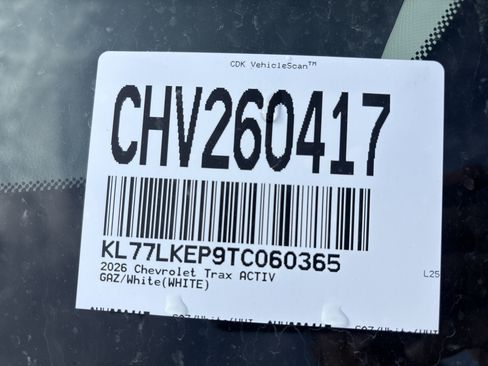 CDK VehicleScan™
CHV260417
KL77LKEP9TC060365
2026 Chevrolet Trax ACTIV
GAZ/White(WHITE)
L25